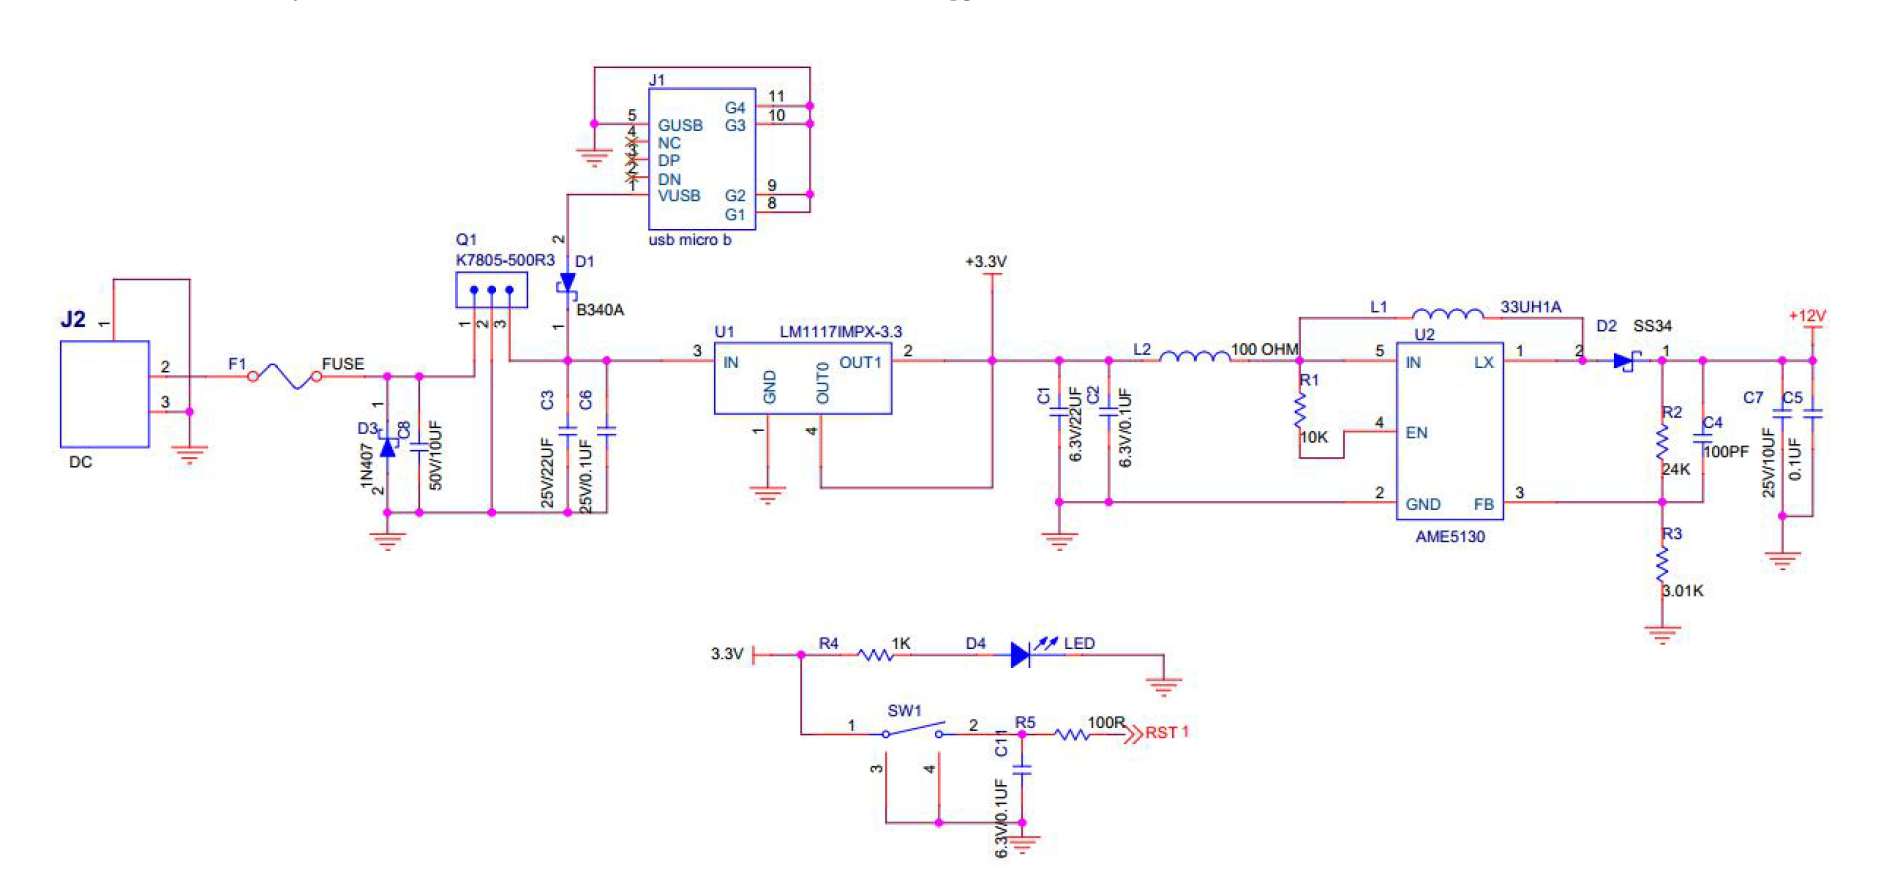 J1
11
G4
5
10
GUSB
G3
4
NC
3
DP
2
DN
1
9
VUSB
G2
8
G1
usb micro b
Q1
K7805-500R3
2
D1
B340A
1
1
2
3
J2
1
2
3
DC
F1
FUSE
1
D3
1N407
2
C8
50V/10UF
C3
25V/22UF
C6
25V/0.1UF
U1
LM1117IMPX-3.3
3
IN
OUT1
2
GND
OUT0
1
4
+3.3V
C1
6.3V/22UF
C2
6.3V/0.1UF
L2
100 OHM
L1
33UH1A
R1
10K
U2
5
IN
LX
1
4
EN
2
GND
FB
3
AME5130
D2
SS34
2
1
R2
24K
C4
100PF
R3
3.01K
+12V
C7
25V/10UF
C5
0.1UF
3.3V
R4
1K
D4
LED
SW1
1
2
3
4
R5
100R
RST 1
C11
6.3V/0.1UF